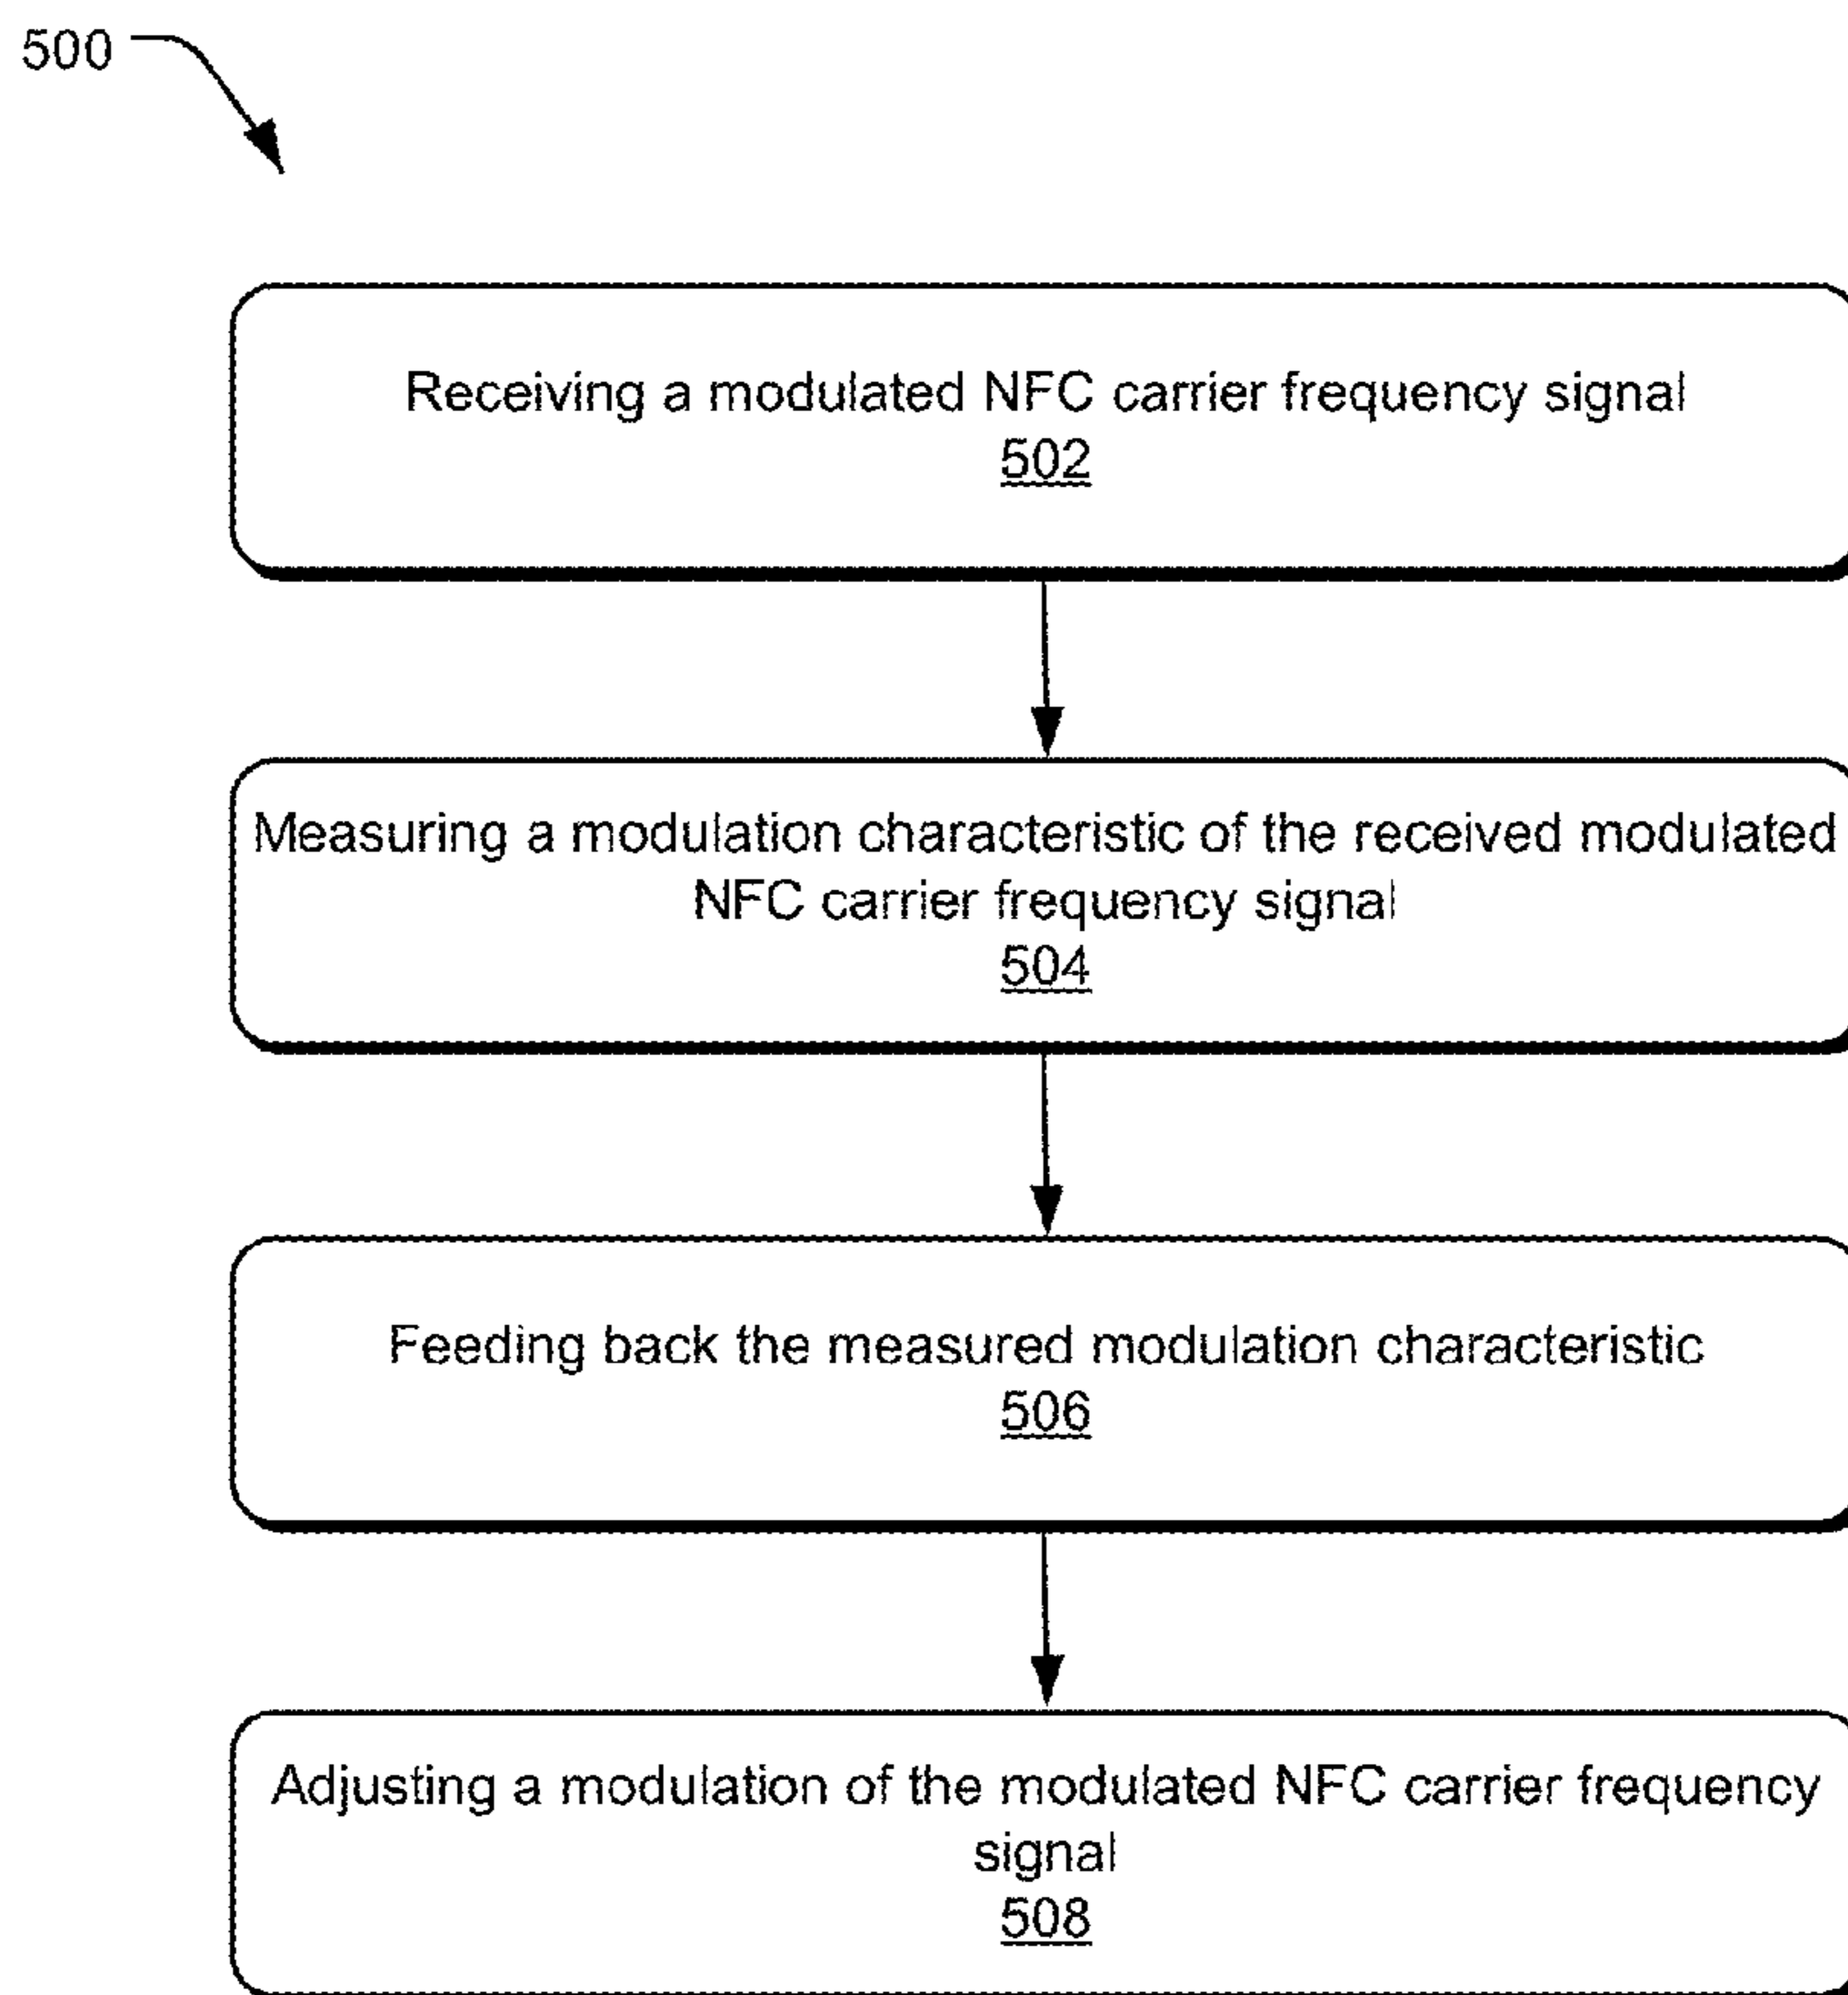 500
Receiving a modulated NFC carrier frequency signal
502
Measuring a modulation characteristic of the received modulated
NFC carrier frequency signal
504
Feeding back the measured modulation characteristic
506
Adjusting a modulation of the modulated NFC carrier frequency
signal
508